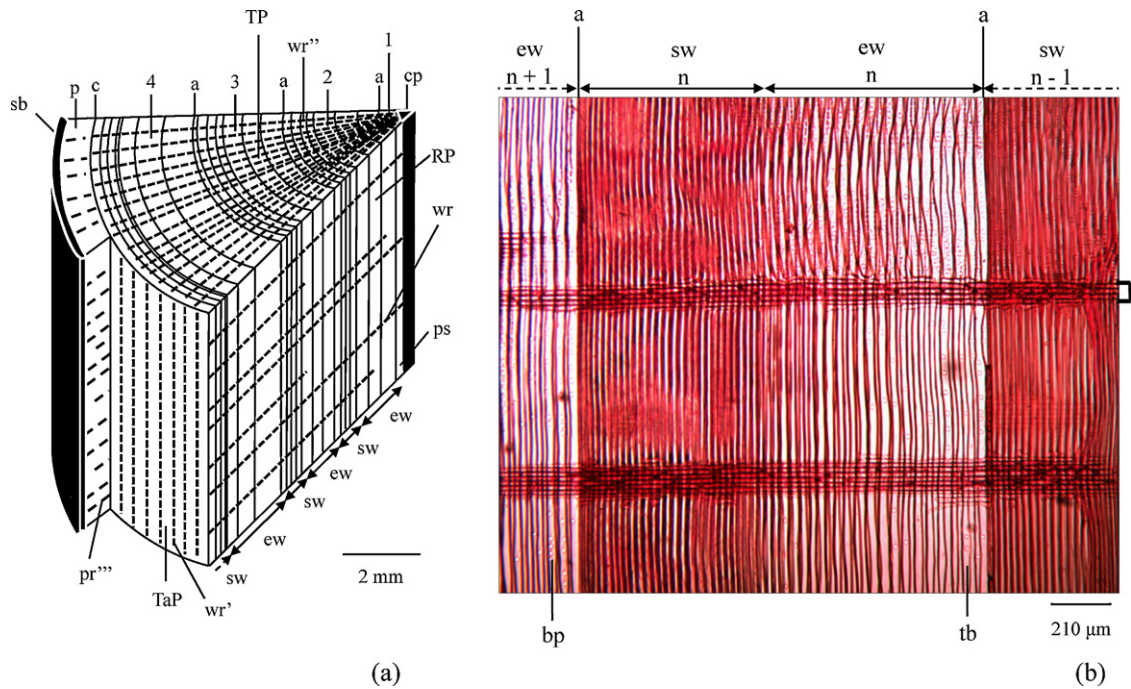 TP
wr’’
1
p c 4 a 3 a 2 a cp
sb
RP
wr
ps
ew
sw
ew
sw
ew
sw
pr’’’
TaP
wr’
2 mm
(a)
a a
ew sw ew sw
n + 1 n n n - 1
bp
tb
210 µm
(b)